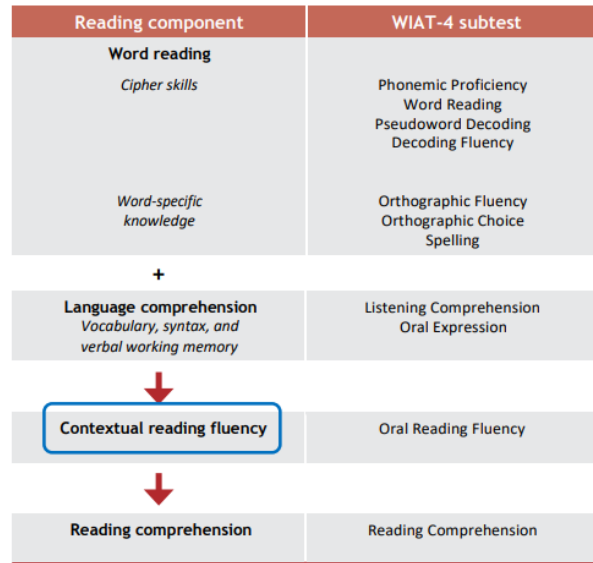 Reading component WIAT-4 subtest
Word reading
Cipher skills Phonemic Proficiency
Word Reading
Pseudoword Decoding
Decoding Fluency
Word-specific Orthographic Fluency
knowledge Orthographic Choice
Spelling
+
Language comprehension Listening Comprehension
Vocabulary, syntax, and Oral Expression
verbal working memory
Contextual reading fluency Oral Reading Fluency
Reading comprehension Reading Comprehension